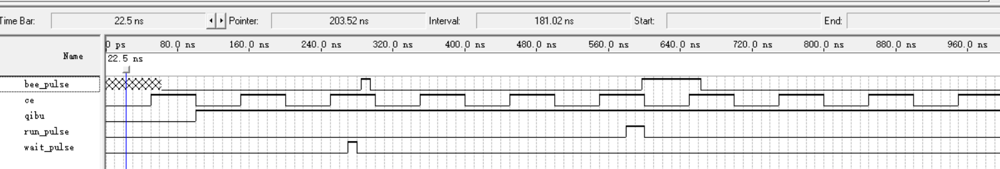 Time Bar: 22.5 ns Pointer: 203.52 ns Interval: 181.02 ns Start: End:
Name 0 ps 80.0 ns 160.0 ns 240.0 ns 320.0 ns 400.0 ns 480.0 ns 560.0 ns 640.0 ns 720.0 ns 800.0 ns 880.0 ns 960.0 ns
22.5 ns
bee_pulse
ce
qibu
run_pulse
wait_pulse